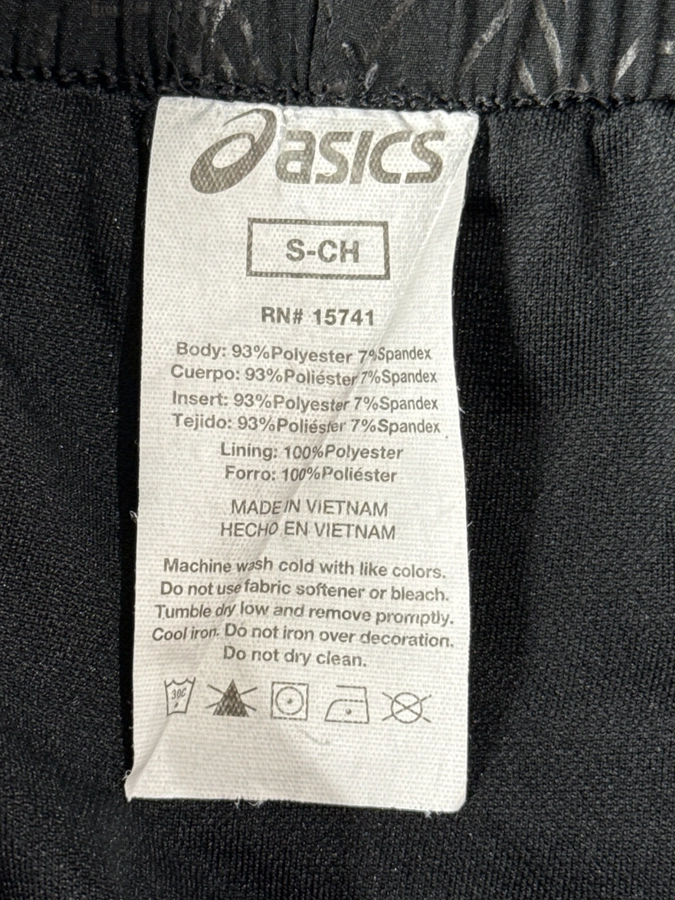 asics
S-CH
RN# 15741
Body: 93%Polyester 7%Spandex
Cuerpo: 93%Poliéster 7%Spandex
Insert: 93%Polyester 7%Spandex
Tejido: 93%Poliéster 7%Spandex
Lining: 100%Polyester
Forro: 100%Poliéster
MADE IN VIETNAM
HECHO EN VIETNAM
Machine wash cold with like colors.
Do not use fabric softener or bleach.
Tumble dry low and remove promptly.
Cool iron. Do not iron over decoration.
Do not dry clean.
30C